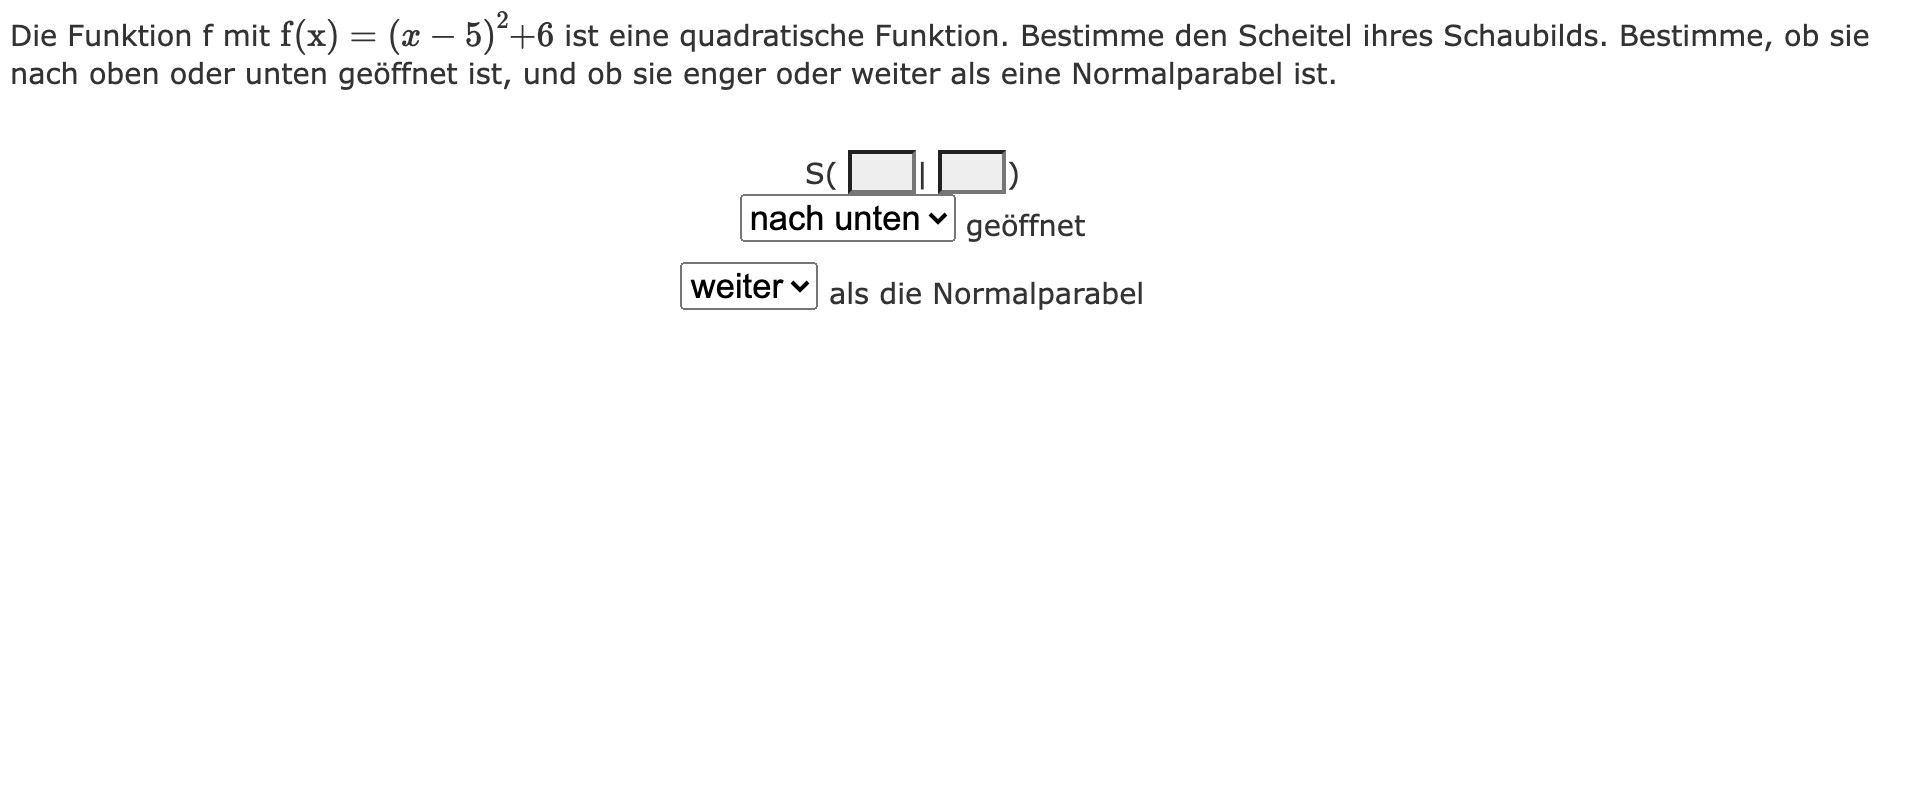 Die Funktion f mit f(x) = (x − 5)²+6 ist eine quadratische Funktion. Bestimme den Scheitel ihres Schaubilds. Bestimme, ob sie
nach oben oder unten geöffnet ist, und ob sie enger oder weiter als eine Normalparabel ist.
S( | )
nach unten geöffnet
weiter als die Normalparabel